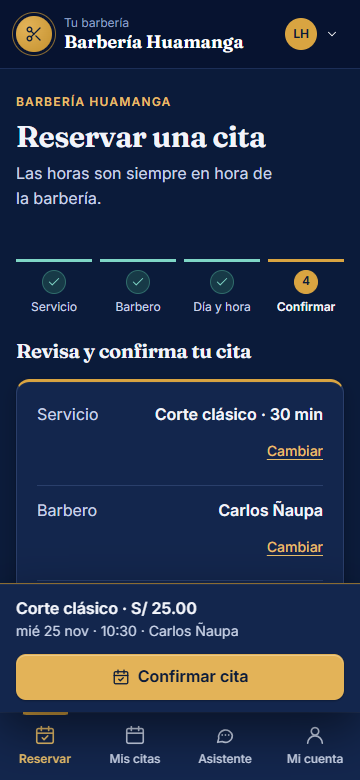 Tu barbería
Barbería Huamanga
LH
BARBERÍA HUAMANGA
Reservar una cita
Las horas son siempre en hora de
la barbería.
Servicio
Barbero
Día y hora
4
Confirmar
Revisa y confirma tu cita
Servicio
Corte clásico · 30 min
Cambiar
Barbero
Carlos Ñaupa
Cambiar
Corte clásico · S/ 25.00
mié 25 nov · 10:30 · Carlos Ñaupa
Confirmar cita
Reservar
Mis citas
Asistente
Mi cuenta